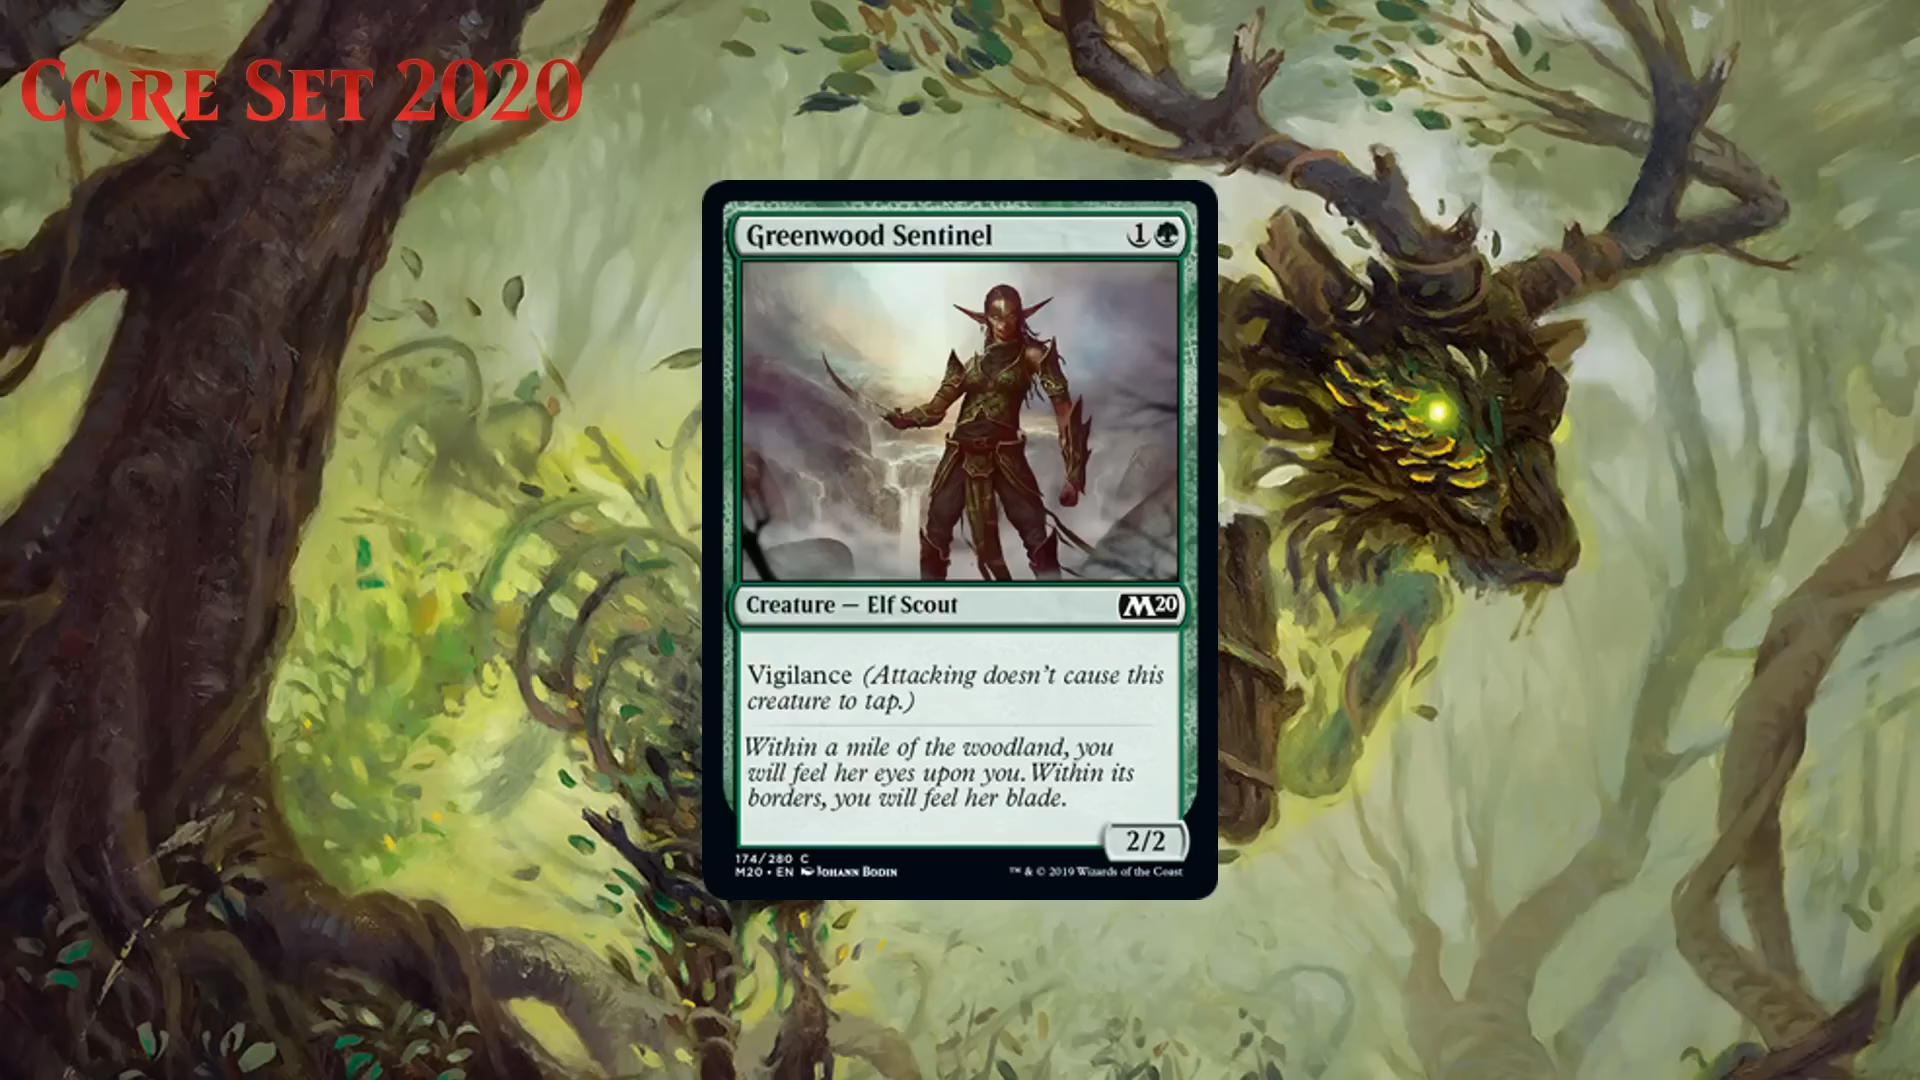 Core Set 2020
Greenwood Sentinel 1
Creature — Elf Scout M20
Vigilance (Attacking doesn't cause this
creature to tap.)
Within a mile of the woodland, you
will feel her eyes upon you. Within its
borders, you will feel her blade.
2/2
174/280 C
M20 • EN Johann Bodin ™ & © 2019 Wizards of the Coast